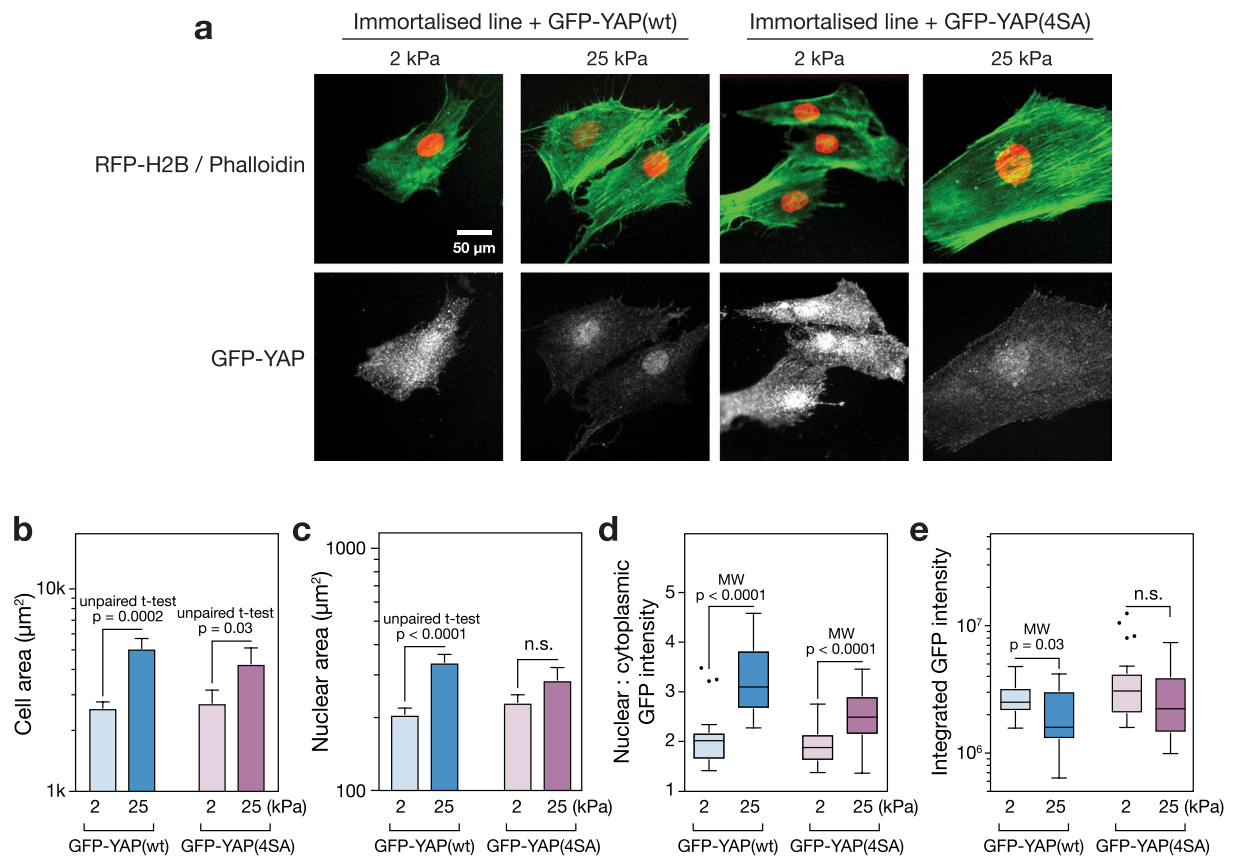 a
Immortalised line + GFP-YAP(wt)
Immortalised line + GFP-YAP(4SA)
2 kPa
25 kPa
2 kPa
25 kPa
RFP-H2B / Phalloidin
50 µm
GFP-YAP
b
Cell area (µm²)
10k
1k
unpaired t-test
p = 0.0002
unpaired t-test
p = 0.03
2 25 2 25 (kPa)
GFP-YAP(wt) GFP-YAP(4SA)
c
Nuclear area (µm²)
1000
100
unpaired t-test
p < 0.0001
n.s.
2 25 2 25 (kPa)
GFP-YAP(wt) GFP-YAP(4SA)
d
Nuclear : cytoplasmic
GFP intensity
5
4
3
2
1
MW
p < 0.0001
MW
p < 0.0001
2 25 2 25 (kPa)
GFP-YAP(wt) GFP-YAP(4SA)
e
Integrated GFP intensity
10⁷
10⁶
MW
p = 0.03
n.s.
2 25 2 25 (kPa)
GFP-YAP(wt) GFP-YAP(4SA)